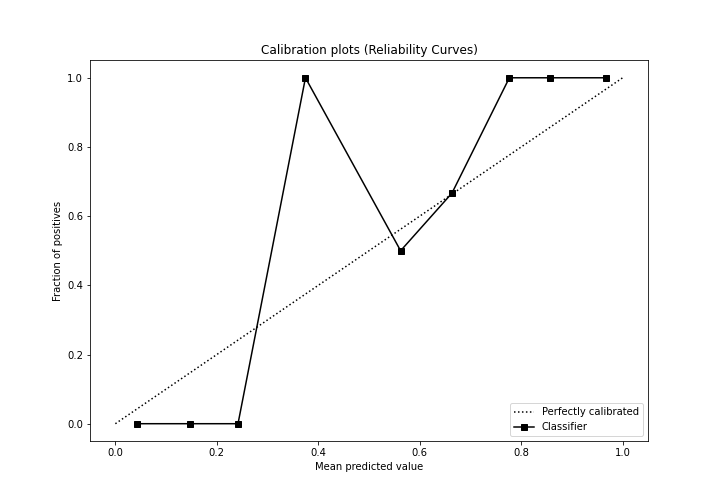 Calibration plots (Reliability Curves)
1.0
0.8
0.6
0.4
0.2
0.0
Fraction of positives
0.0 0.2 0.4 0.6 0.8 1.0
Mean predicted value
Perfectly calibrated
Classifier